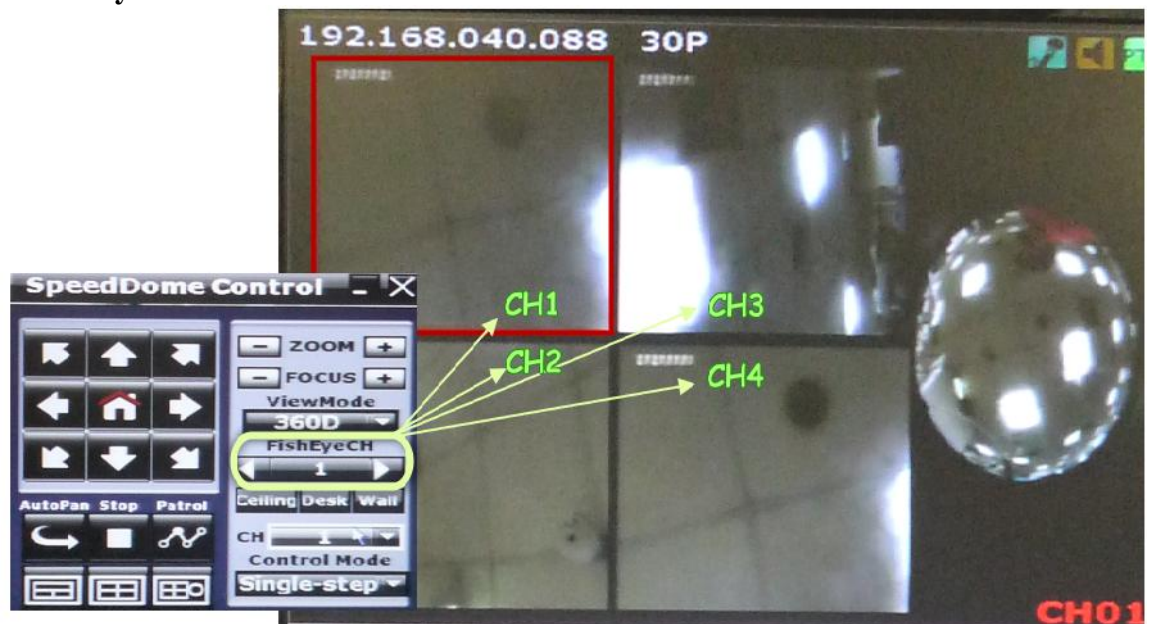 192.168.040.088 30P
SpeedDome Control
CH1
CH3
CH2
CH4
ZOOM
FOCUS
ViewMode
360D
FishEyeCH
1
Ceiling Desk Wall
AutoPan Stop Patrol
CH 1
Control Mode
Single-step
CH01